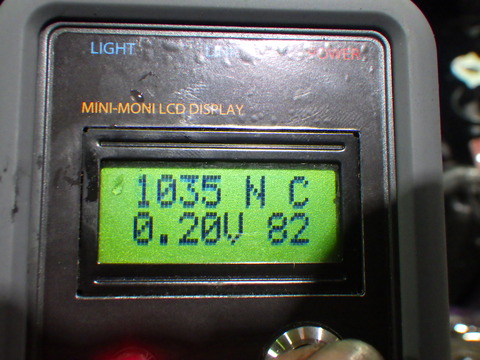 LIGHT POWER
MINI-MONI LCD DISPLAY
1035 N C
0.20V 82